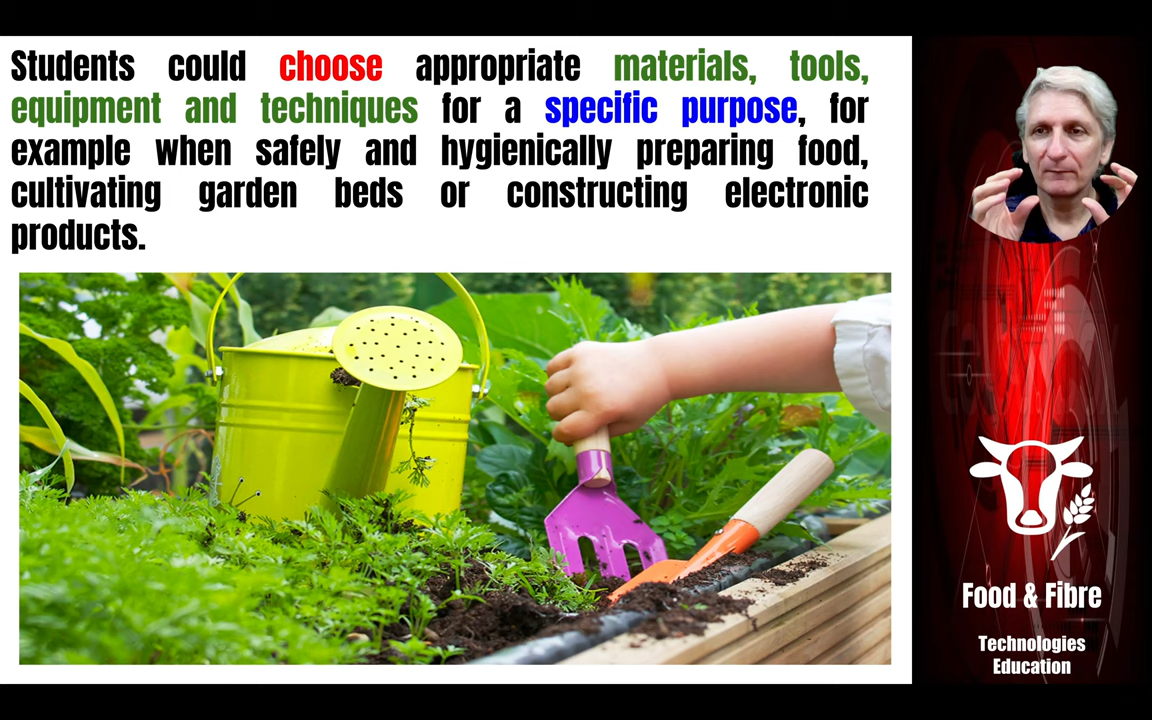 Students could choose appropriate materials, tools,
equipment and techniques for a specific purpose, for
example when safely and hygienically preparing food,
cultivating garden beds or constructing electronic
products.
Food & Fibre
Technologies
Education